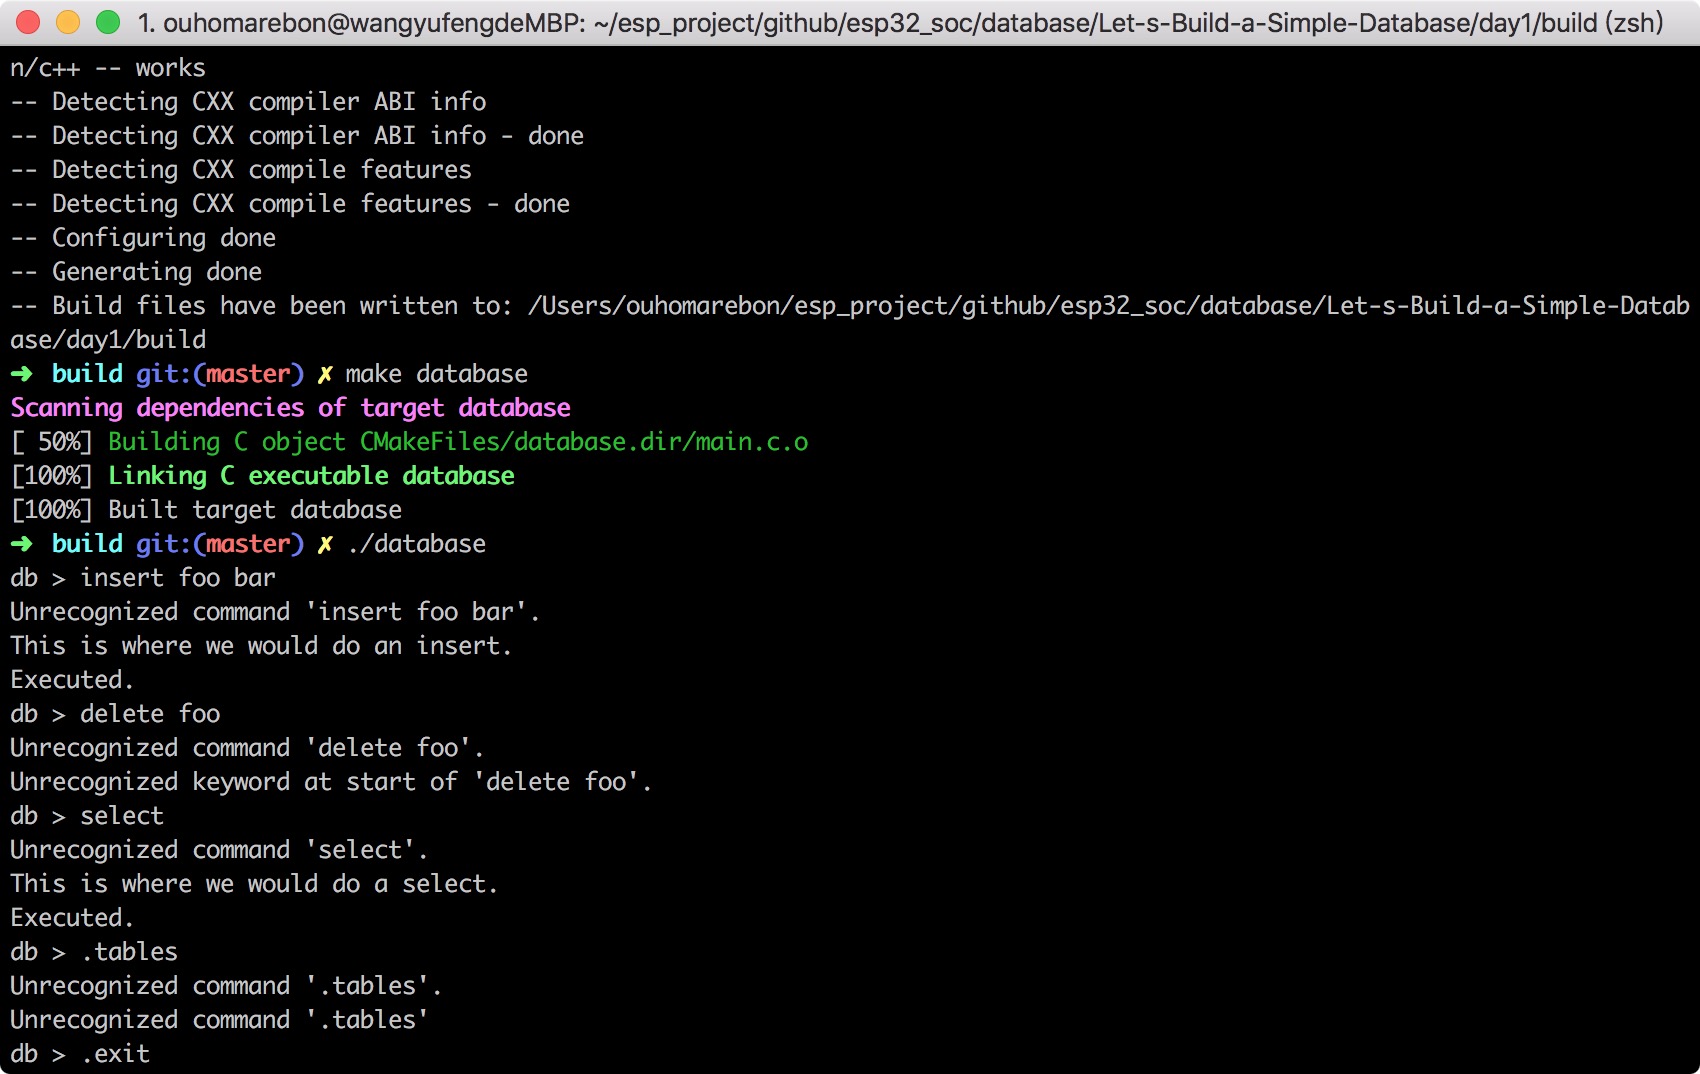 1. ouhomarebon@wangyufengdeMBP: ~/esp_project/github/esp32_soc/database/Let-s-Build-a-Simple-Database/day1/build (zsh)
n/c++ -- works
-- Detecting CXX compiler ABI info
-- Detecting CXX compiler ABI info - done
-- Detecting CXX compile features
-- Detecting CXX compile features - done
-- Configuring done
-- Generating done
-- Build files have been written to: /Users/ouhomarebon/esp_project/github/esp32_soc/database/Let-s-Build-a-Simple-Datab
ase/day1/build
➜  build git:(master) ✗ make database
Scanning dependencies of target database
[ 50%] Building C object CMakeFiles/database.dir/main.c.o
[100%] Linking C executable database
[100%] Built target database
➜  build git:(master) ✗ ./database
db > insert foo bar
Unrecognized command 'insert foo bar'.
This is where we would do an insert.
Executed.
db > delete foo
Unrecognized command 'delete foo'.
Unrecognized keyword at start of 'delete foo'.
db > select
Unrecognized command 'select'.
This is where we would do a select.
Executed.
db > .tables
Unrecognized command '.tables'.
Unrecognized command '.tables'
db > .exit